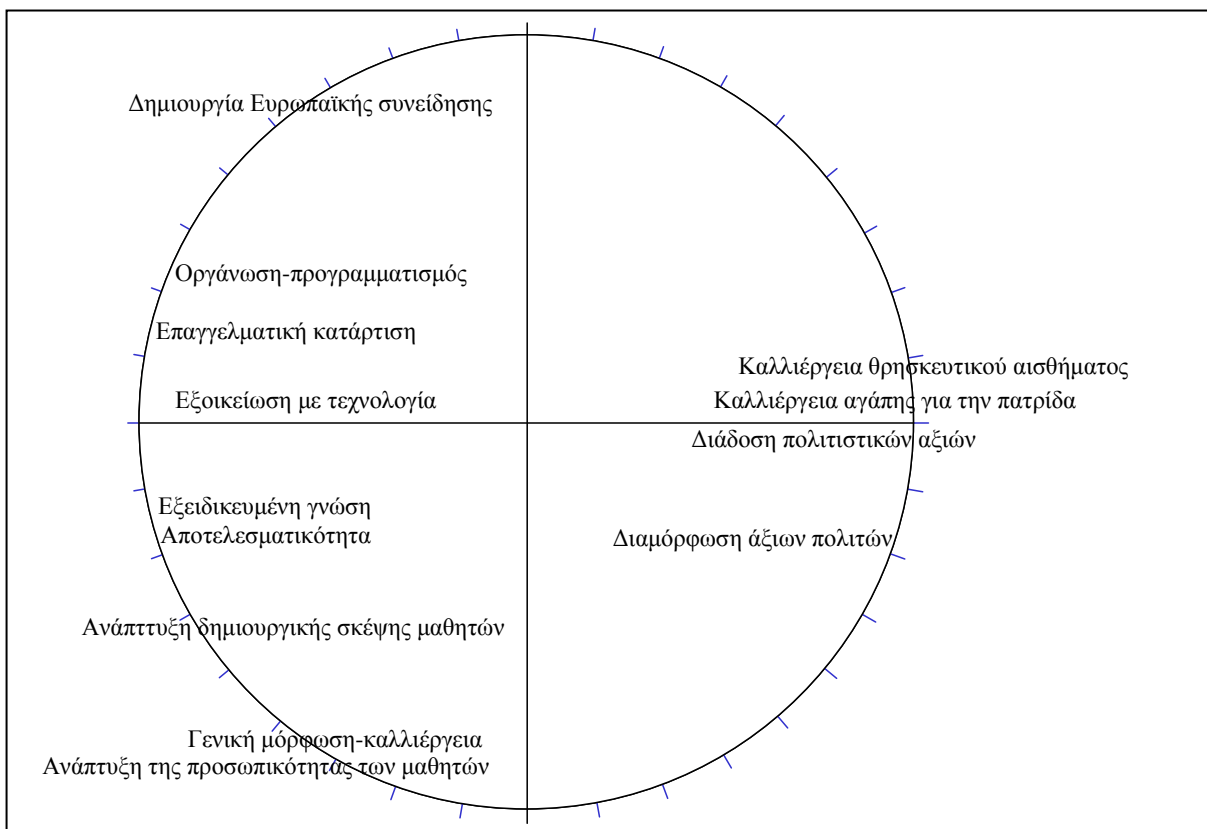 Δημιουργία Ευρωπαϊκής συνείδησης
Οργάνωση-προγραμματισμός
Επαγγελματική κατάρτιση
Καλλιέργεια θρησκευτικού αισθήματος
Εξοικείωση με τεχνολογία
Καλλιέργεια αγάπης για την πατρίδα
Διάδοση πολιτιστικών αξιών
Εξειδικευμένη γνώση
Αποτελεσματικότητα
Διαμόρφωση άξιων πολιτών
Ανάπττυξη δημιουργικής σκέψης μαθητών
Γενική μόρφωση-καλλιέργεια
Ανάπτυξη της προσωπικότητας των μαθητών